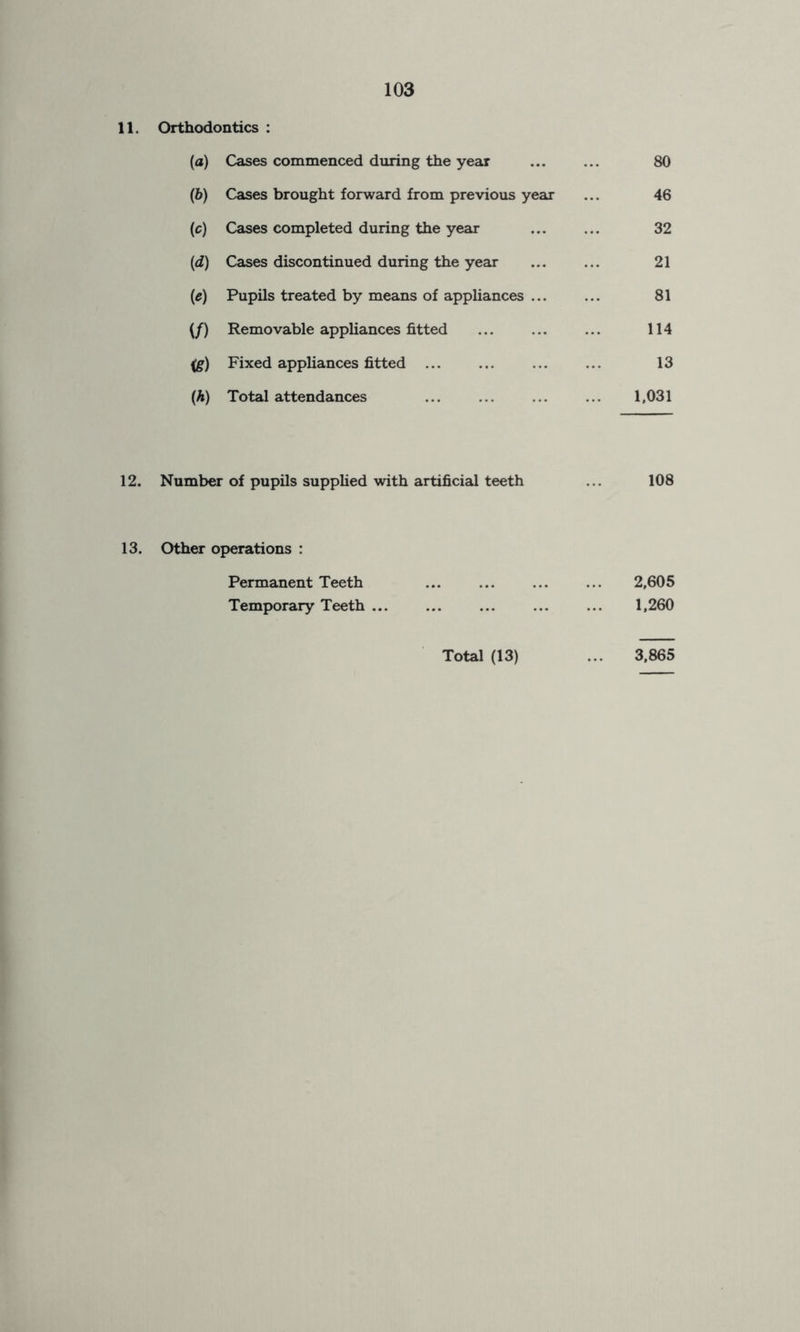 103
11. Orthodontics :
(a) Cases commenced during the year ... ... 80
(b) Cases brought forward from previous year ... 46
(c) Cases completed during the year ... ... 32
(d) Cases discontinued during the year ... ... 21
(e) Pupils treated by means of appliances ... ... 81
(f) Removable appliances fitted ... ... ... 114
(g) Fixed appliances fitted ... ... ... ... 13
(h) Total attendances ... ... ... ... 1,031
12. Number of pupils supplied with artificial teeth ... 108
13. Other operations :
Permanent Teeth ... ... ... ... 2,605
Temporary Teeth ... ... ... ... ... 1,260
Total (13) ... 3,865